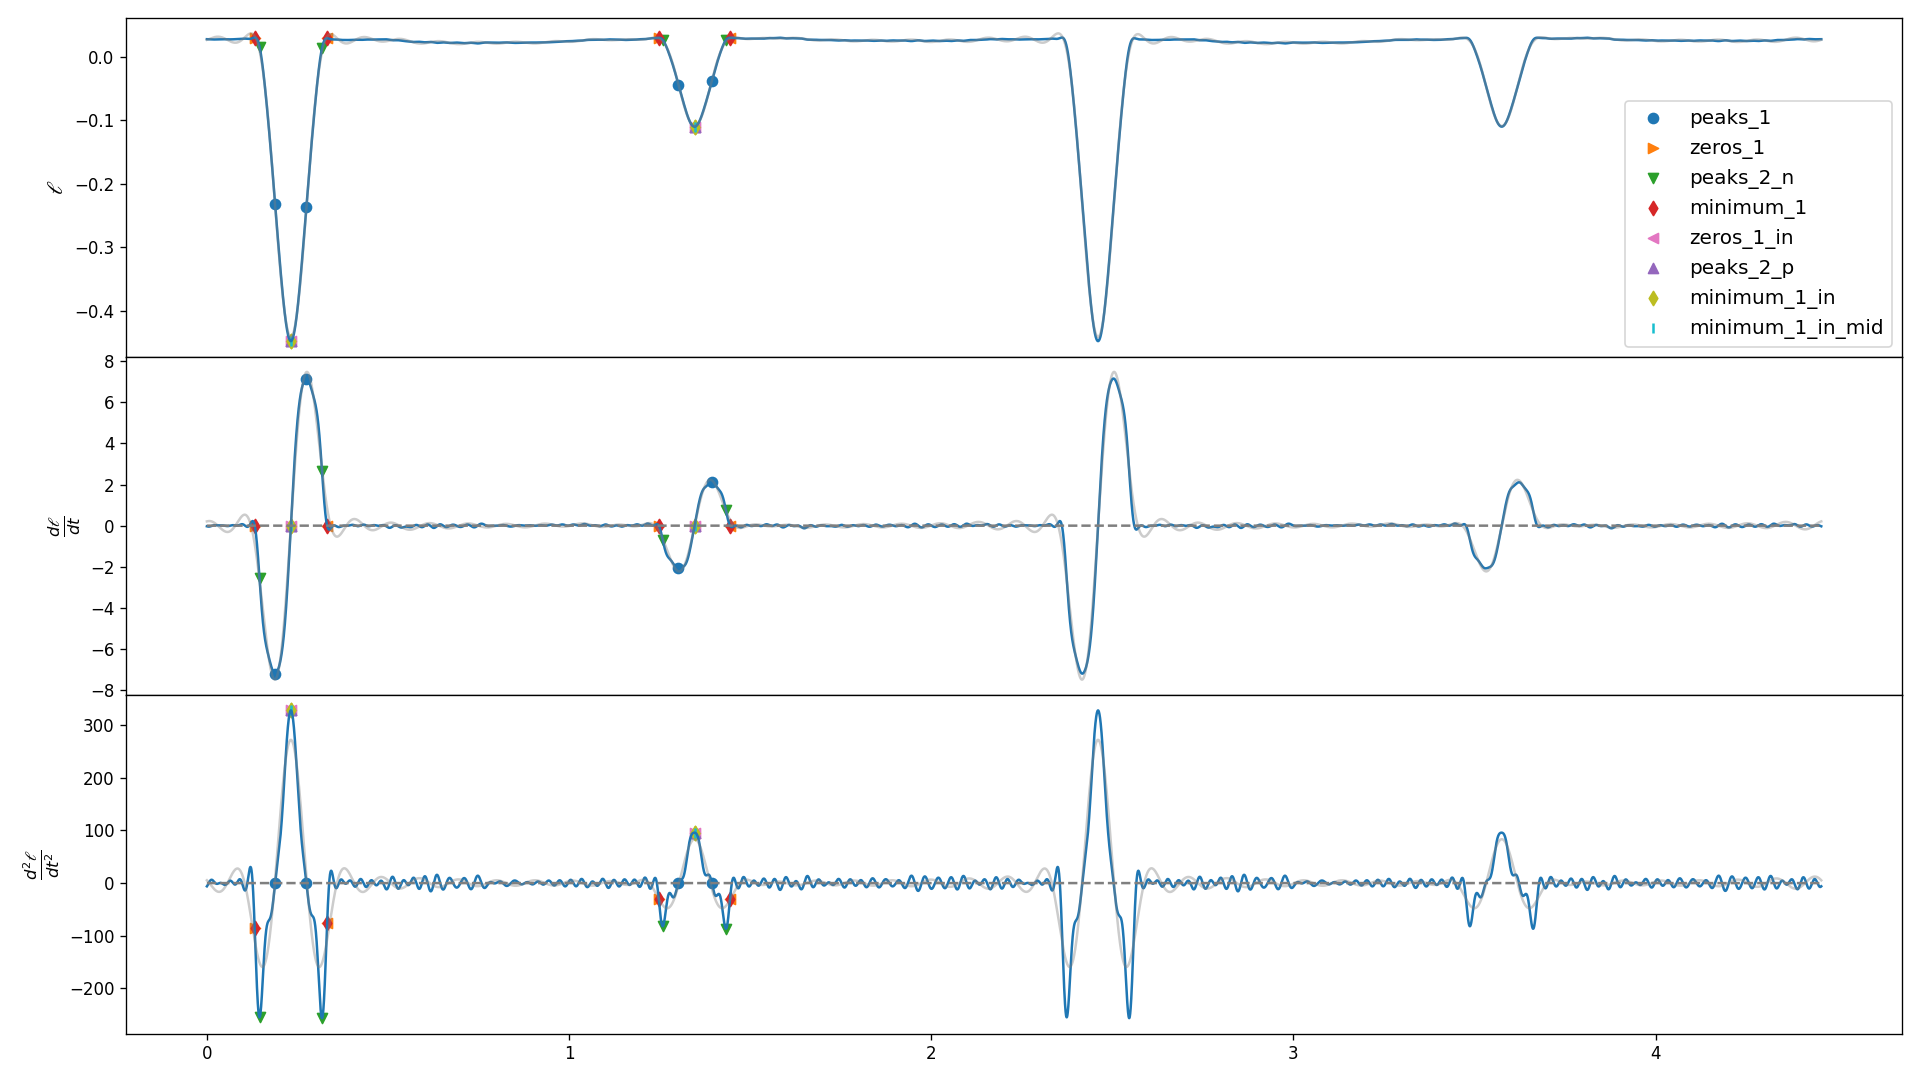 0.0
−0.1
−0.2
−0.3
−0.4
ℓ
peaks_1
zeros_1
peaks_2_n
minimum_1
zeros_1_in
peaks_2_p
minimum_1_in
minimum_1_in_mid
8
6
4
2
0
−2
−4
−6
−8
dℓ
dt
300
200
100
0
−100
−200
d²ℓ
dt²
0 1 2 3 4